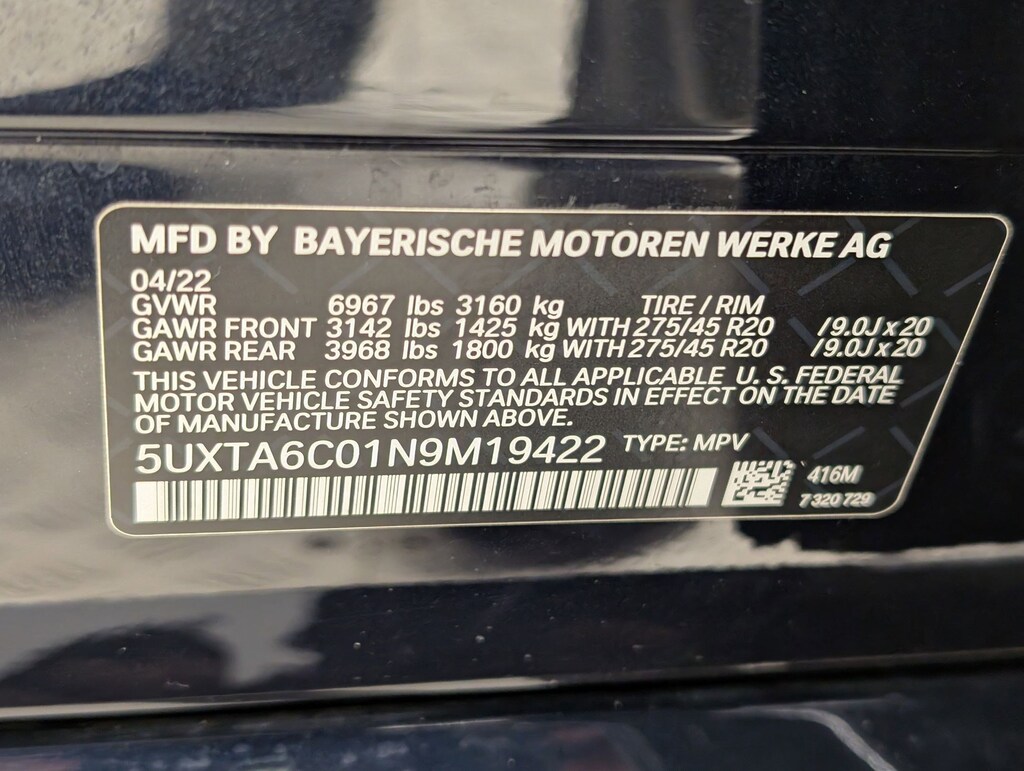 MFD BY BAYERISCHE MOTOREN WERKE AG
04/22
GVWR 6967 lbs 3160 kg TIRE / RIM
GAWR FRONT 3142 lbs 1425 kg WITH 275/45 R20 /9.0J x 20
GAWR REAR 3968 lbs 1800 kg WITH 275/45 R20 /9.0J x 20
THIS VEHICLE CONFORMS TO ALL APPLICABLE U. S. FEDERAL
MOTOR VEHICLE SAFETY STANDARDS IN EFFECT ON THE DATE
OF MANUFACTURE SHOWN ABOVE.
5UXTA6C01N9M19422 TYPE: MPV
416M
7 320 729